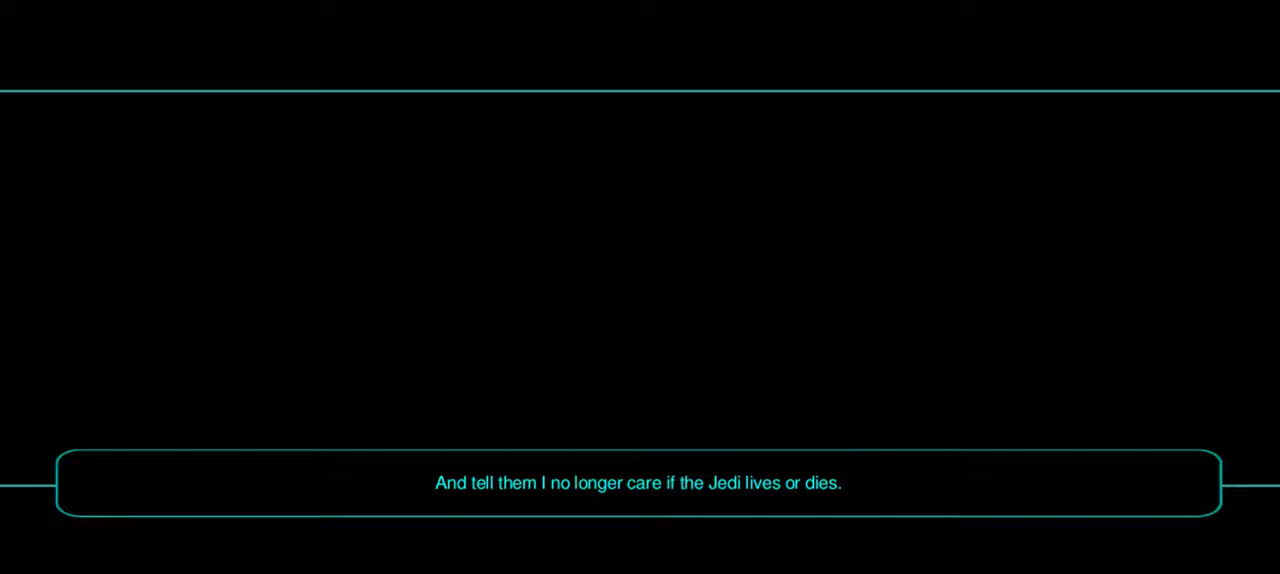 And tell them I no longer care if the Jedi lives or dies.